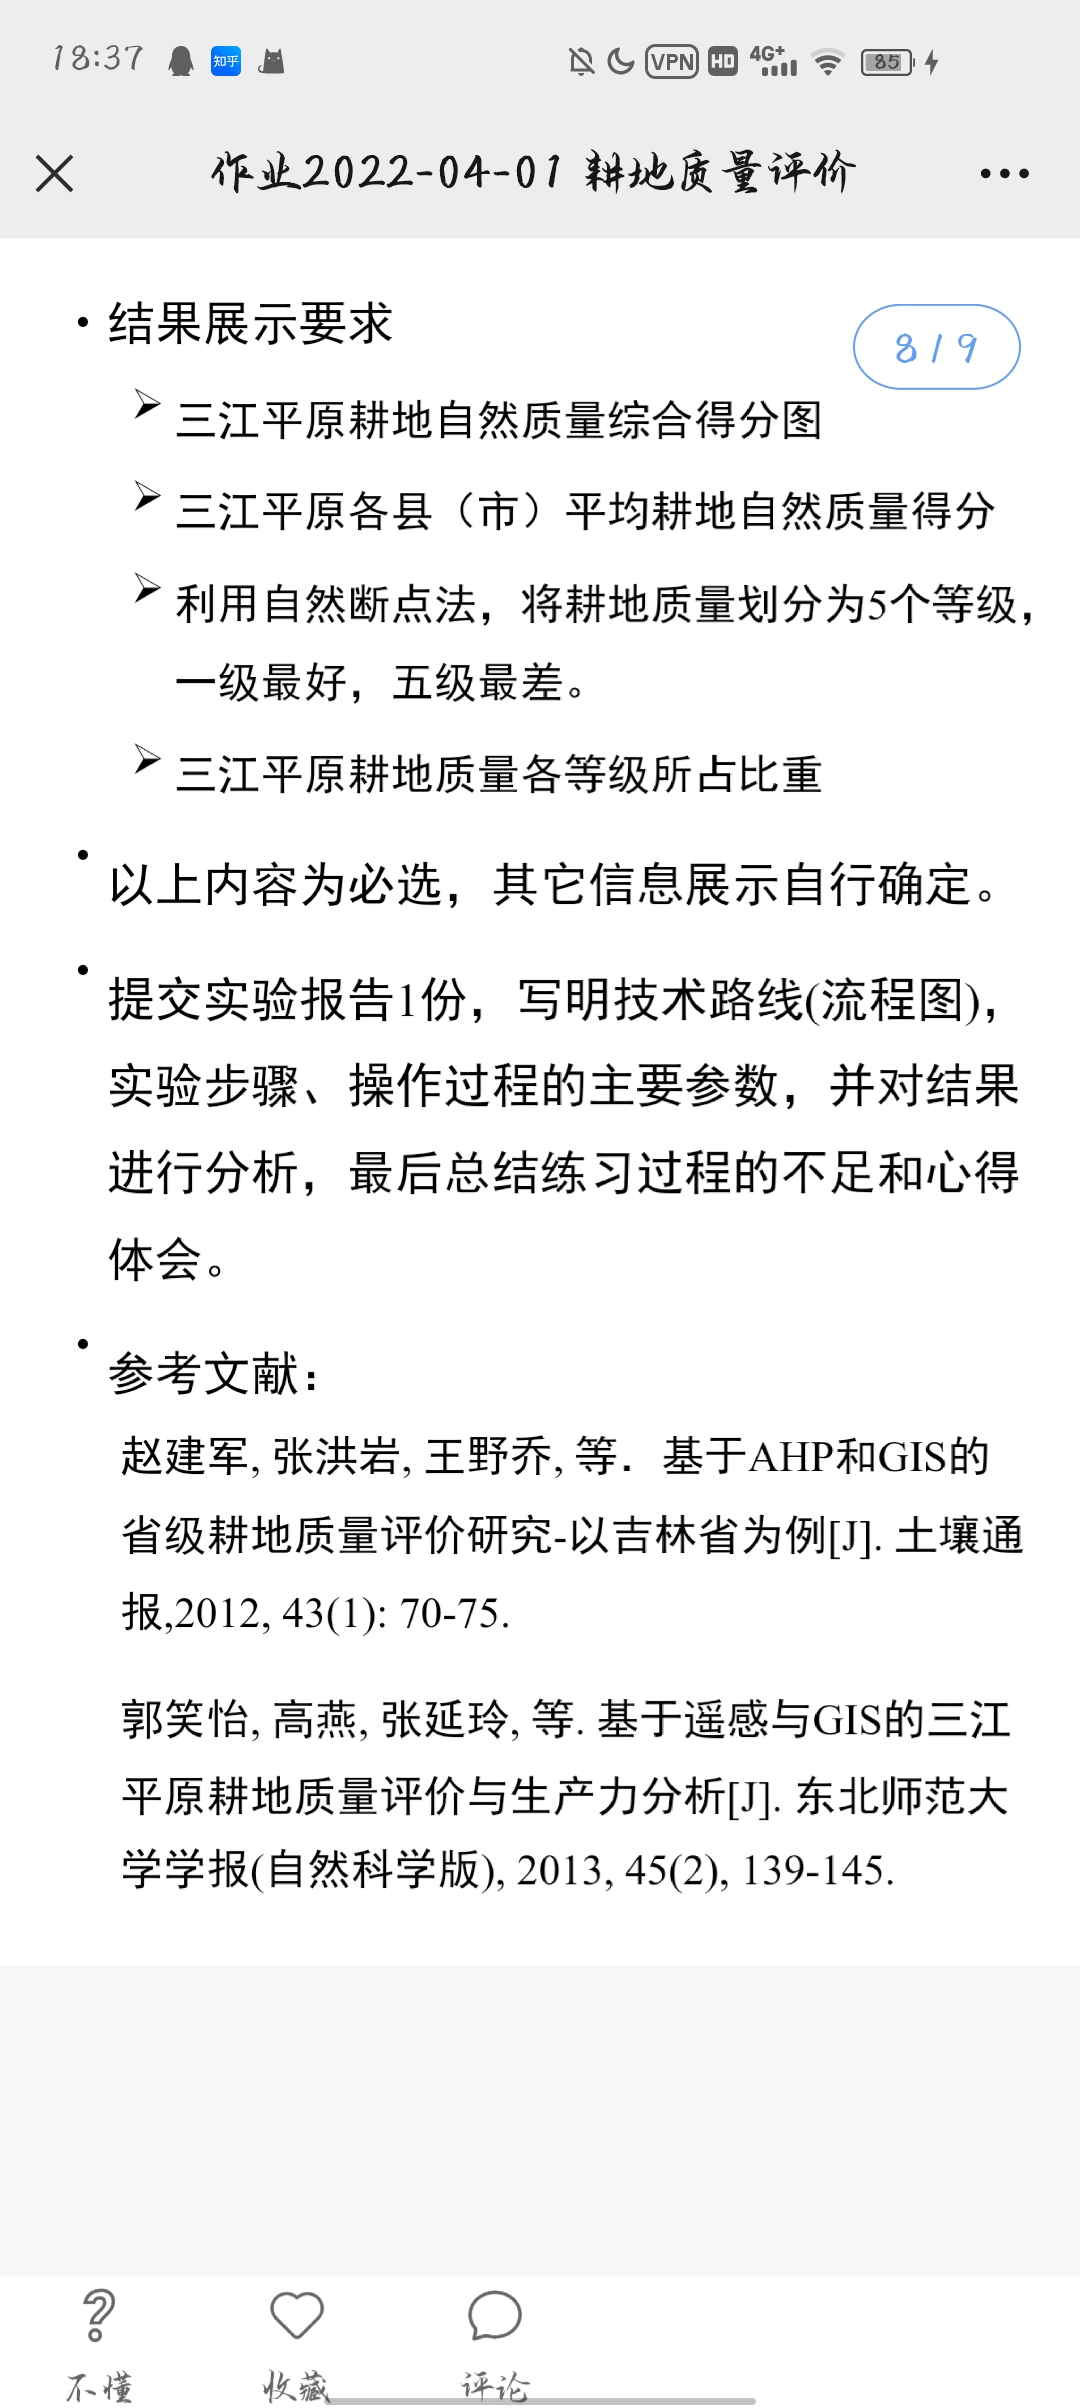 18:37 知乎 VPN HD 4G+ 85
作业2022-04-01 耕地质量评价
• 结果展示要求
8 / 9
➢ 三江平原耕地自然质量综合得分图
➢ 三江平原各县（市）平均耕地自然质量得分
➢ 利用自然断点法，将耕地质量划分为5个等级，
一级最好，五级最差。
➢ 三江平原耕地质量各等级所占比重
• 以上内容为必选，其它信息展示自行确定。
• 提交实验报告1份，写明技术路线(流程图)，
实验步骤、操作过程的主要参数，并对结果
进行分析，最后总结练习过程的不足和心得
体会。
• 参考文献：
赵建军, 张洪岩, 王野乔, 等．基于AHP和GIS的
省级耕地质量评价研究-以吉林省为例[J]. 土壤通
报,2012, 43(1): 70-75.
郭笑怡, 高燕, 张延玲, 等. 基于遥感与GIS的三江
平原耕地质量评价与生产力分析[J]. 东北师范大
学学报(自然科学版), 2013, 45(2), 139-145.
不懂 收藏 评论